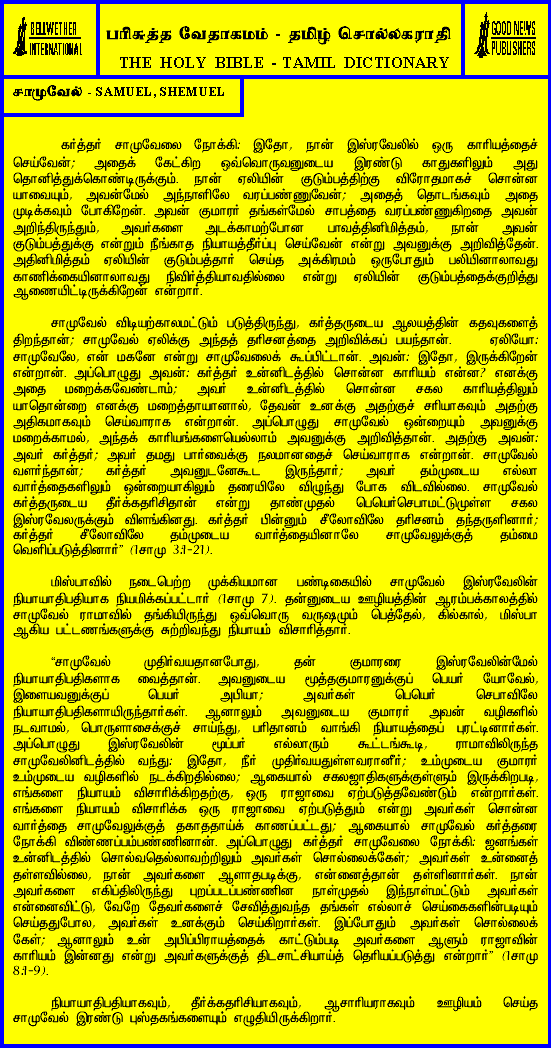 BELLWETHER
INTERNATIONAL
பரிசுத்த வேதாகமம் - தமிழ் சொல்லகராதி
THE HOLY BIBLE - TAMIL DICTIONARY
GOOD NEWS
PUBLISHERS
சாமுவேல் - SAMUEL, SHEMUEL
கர்த்தர் சாமுவேலை நோக்கி: இதோ, நான் இஸ்ரவேலில் ஒரு காரியத்தைச்
செய்வேன்; அதைக் கேட்கிற ஒவ்வொருவனுடைய இரண்டு காதுகளிலும் அது
தொனித்துக்கொண்டிருக்கும். நான் ஏலியின் குடும்பத்திற்கு விரோதமாகச் சொன்ன
யாவையும், அவன்மேல் அந்நாளிலே வரப்பண்ணுவேன்; அதைத் தொடங்கவும் அதை
முடிக்கவும் போகிறேன். அவன் குமாரர் தங்கள்மேல் சாபத்தை வரப்பண்ணுகிறதை அவன்
அறிந்திருந்தும், அவர்களை அடக்காமற்போன பாவத்தினிமித்தம், நான் அவன்
குடும்பத்துக்கு என்றும் நீங்காத நியாயத்தீர்ப்பு செய்வேன் என்று அவனுக்கு அறிவித்தேன்.
அதினிமித்தம் ஏலியின் குடும்பத்தார் செய்த அக்கிரமம் ஒருபோதும் பலியினாலாவது
காணிக்கையினாலாவது நிவிர்த்தியாவதில்லை என்று ஏலியின் குடும்பத்தைக்குறித்து
ஆணையிட்டிருக்கிறேன் என்றார்.
சாமுவேல் விடியற்காலமட்டும் படுத்திருந்து, கர்த்தருடைய ஆலயத்தின் கதவுகளைத்
திறந்தான்; சாமுவேல் ஏலிக்கு அந்தத் தரிசனத்தை அறிவிக்கப் பயந்தான். ஏலியோ:
சாமுவேலே, என் மகனே என்று சாமுவேலைக் கூப்பிட்டான். அவன்: இதோ, இருக்கிறேன்
என்றான். அப்பொழுது அவன்: கர்த்தர் உன்னிடத்தில் சொன்ன காரியம் என்ன? எனக்கு
அதை மறைக்கவேண்டாம்; அவர் உன்னிடத்தில் சொன்ன சகல காரியத்திலும்
யாதொன்றை எனக்கு மறைத்தாயானால், தேவன் உனக்கு அதற்குச் சரியாகவும் அதற்கு
அதிகமாகவும் செய்வாராக என்றான். அப்பொழுது சாமுவேல் ஒன்றையும் அவனுக்கு
மறைக்காமல், அந்தக் காரியங்களையெல்லாம் அவனுக்கு அறிவித்தான். அதற்கு அவன்:
அவர் கர்த்தர்; அவர் தமது பார்வைக்கு நலமானதைச் செய்வாராக என்றான். சாமுவேல்
வளர்ந்தான்; கர்த்தர் அவனுடனேகூட இருந்தார்; அவர் தம்முடைய எல்லா
வார்த்தைகளிலும் ஒன்றையாகிலும் தரையிலே விழுந்து போக விடவில்லை. சாமுவேல்
கர்த்தருடைய தீர்க்கதரிசிதான் என்று தாண்முதல் பெயெர்செபாமட்டுமுள்ள சகல
இஸ்ரவேலருக்கும் விளங்கினது. கர்த்தர் பின்னும் சீலோவிலே தரிசனம் தந்தருளினார்;
கர்த்தர் சீலோவிலே தம்முடைய வார்த்தையினாலே சாமுவேலுக்குத் தம்மை
வெளிப்படுத்தினார்” (1சாமு 3:1-21).
மிஸ்பாவில் நடைபெற்ற முக்கியமான பண்டிகையில் சாமுவேல் இஸ்ரவேலின்
நியாயாதிபதியாக நியமிக்கப்பட்டார் (1சாமு 7). தன்னுடைய ஊழியத்தின் ஆரம்பக்காலத்தில்
சாமுவேல் ராமாவில் தங்கியிருந்து ஒவ்வொரு வருஷமும் பெத்தேல், கில்கால், மிஸ்பா
ஆகிய பட்டணங்களுக்கு சுற்றிவந்து நியாயம் விசாரித்தார்.
“சாமுவேல் முதிர்வயதானபோது, தன் குமாரரை இஸ்ரவேலின்மேல்
நியாயாதிபதிகளாக வைத்தான். அவனுடைய மூத்தகுமாரனுக்குப் பெயர் யோவேல்,
இளையவனுக்குப் பெயர் அபியா; அவர்கள் பெயெர் செபாவிலே
நியாயாதிபதிகளாயிருந்தார்கள். ஆனாலும் அவனுடைய குமாரர் அவன் வழிகளில்
நடவாமல், பொருளாசைக்குச் சாய்ந்து, பரிதானம் வாங்கி நியாயத்தைப் புரட்டினார்கள்.
அப்பொழுது இஸ்ரவேலின் மூப்பர் எல்லாரும் கூட்டங்கூடி, ராமாவிலிருந்த
சாமுவேலினிடத்தில் வந்து: இதோ, நீர் முதிர்வயதுள்ளவரானீர்; உம்முடைய குமாரர்
உம்முடைய வழிகளில் நடக்கிறதில்லை; ஆகையால் சகலஜாதிகளுக்குள்ளும் இருக்கிறபடி,
எங்களை நியாயம் விசாரிக்கிறதற்கு, ஒரு ராஜாவை ஏற்படுத்தவேண்டும் என்றார்கள்.
எங்களை நியாயம் விசாரிக்க ஒரு ராஜாவை ஏற்படுத்தும் என்று அவர்கள் சொன்ன
வார்த்தை சாமுவேலுக்குத் தகாததாய்க் காணப்பட்டது; ஆகையால் சாமுவேல் கர்த்தரை
நோக்கி விண்ணப்பம்பண்ணினான். அப்பொழுது கர்த்தர் சாமுவேலை நோக்கி: ஜனங்கள்
உன்னிடத்தில் சொல்வதெல்லாவற்றிலும் அவர்கள் சொல்லைக்கேள்; அவர்கள் உன்னைத்
தள்ளவில்லை, நான் அவர்களை ஆளாதபடிக்கு, என்னைத்தான் தள்ளினார்கள். நான்
அவர்களை எகிப்திலிருந்து புறப்படப்பண்ணின நாள்முதல் இந்நாள்மட்டும் அவர்கள்
என்னைவிட்டு, வேறே தேவர்களைச் சேவித்துவந்த தங்கள் எல்லாச் செய்கைகளின்படியும்
செய்ததுபோல, அவர்கள் உனக்கும் செய்கிறார்கள். இப்போதும் அவர்கள் சொல்லைக்
கேள்; ஆனாலும் உன் அபிப்பிராயத்தைக் காட்டும்படி அவர்களை ஆளும் ராஜாவின்
காரியம் இன்னது என்று அவர்களுக்குத் திடசாட்சியாய்த் தெரியப்படுத்து என்றார்” (1சாமு
8:1-9).
நியாயாதிபதியாகவும், தீர்க்கதரிசியாகவும், ஆசாரியராகவும் ஊழியம் செய்த
சாமுவேல் இரண்டு புஸ்தகங்களையும் எழுதியிருக்கிறார்.